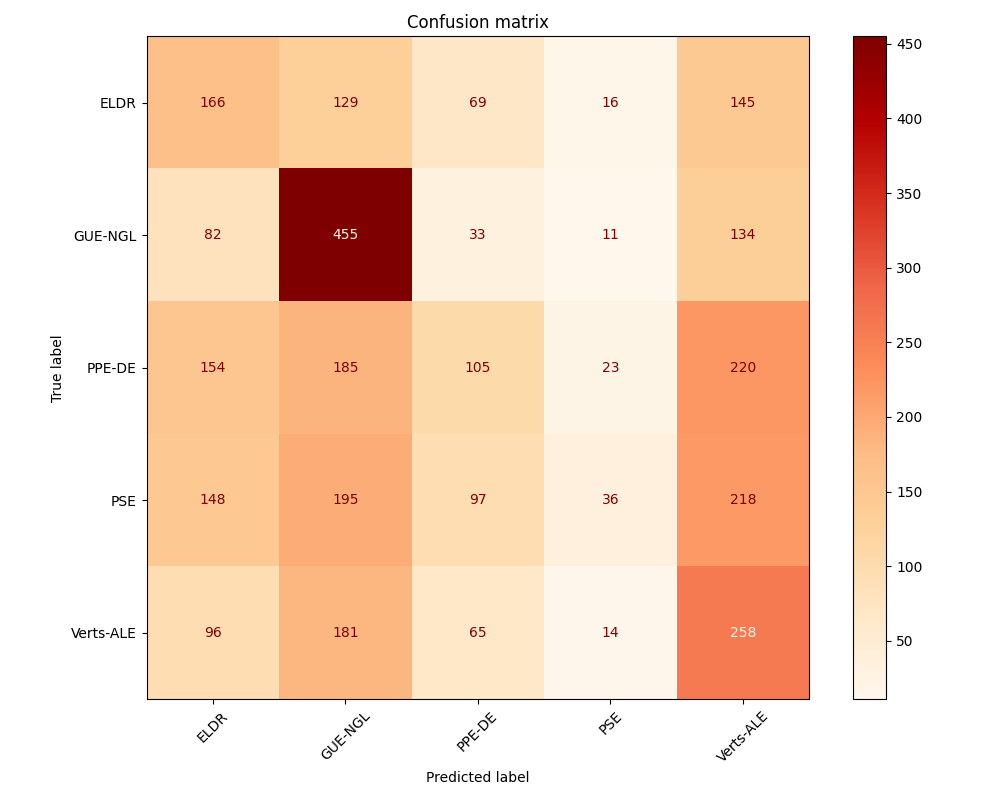 Confusion matrix
ELDR 166 129 69 16 145
GUE-NGL 82 455 33 11 134
PPE-DE 154 185 105 23 220
PSE 148 195 97 36 218
Verts-ALE 96 181 65 14 258
True label
ELDR GUE-NGL PPE-DE PSE Verts-ALE
Predicted label
450
400
350
300
250
200
150
100
50